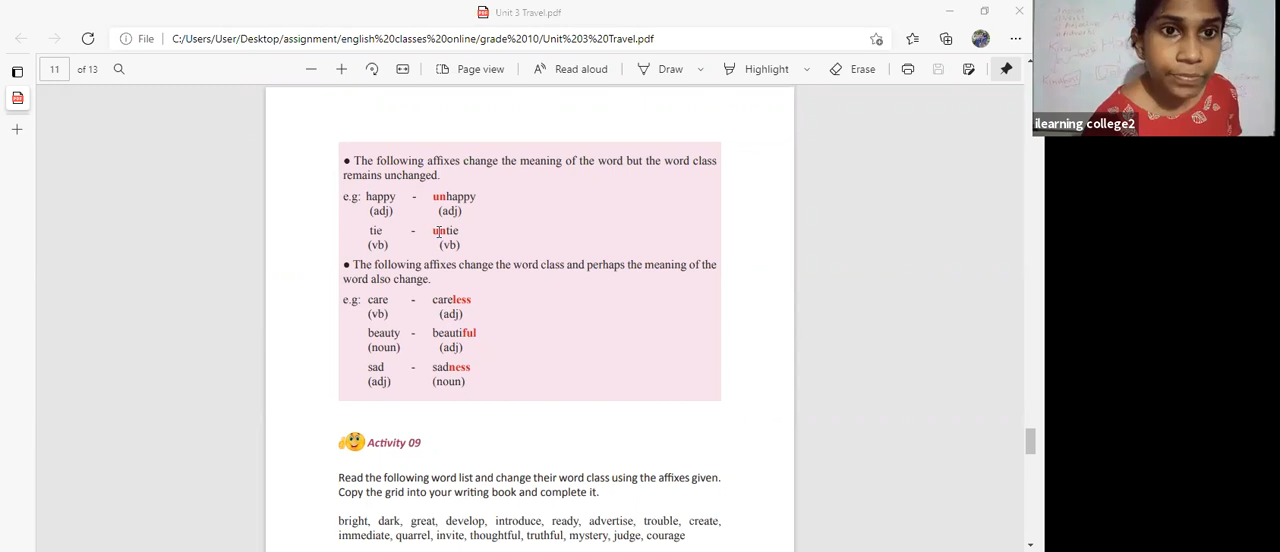 Unit 3 Travel.pdf
File
C:/Users/User/Desktop/assignment/english%20classes%20online/grade%2010/Unit%203%20Travel.pdf
11 of 13
Page view
Read aloud
Draw
Highlight
Erase
ilearning college2
● The following affixes change the meaning of the word but the word class
remains unchanged.
e.g: happy - unhappy
(adj) (adj)
tie - untie
(vb) (vb)
● The following affixes change the word class and perhaps the meaning of the
word also change.
e.g: care - careless
(vb) (adj)
beauty - beautiful
(noun) (adj)
sad - sadness
(adj) (noun)
Activity 09
Read the following word list and change their word class using the affixes given.
Copy the grid into your writing book and complete it.
bright, dark, great, develop, introduce, ready, advertise, trouble, create,
immediate, quarrel, invite, thoughtful, truthful, mystery, judge, courage